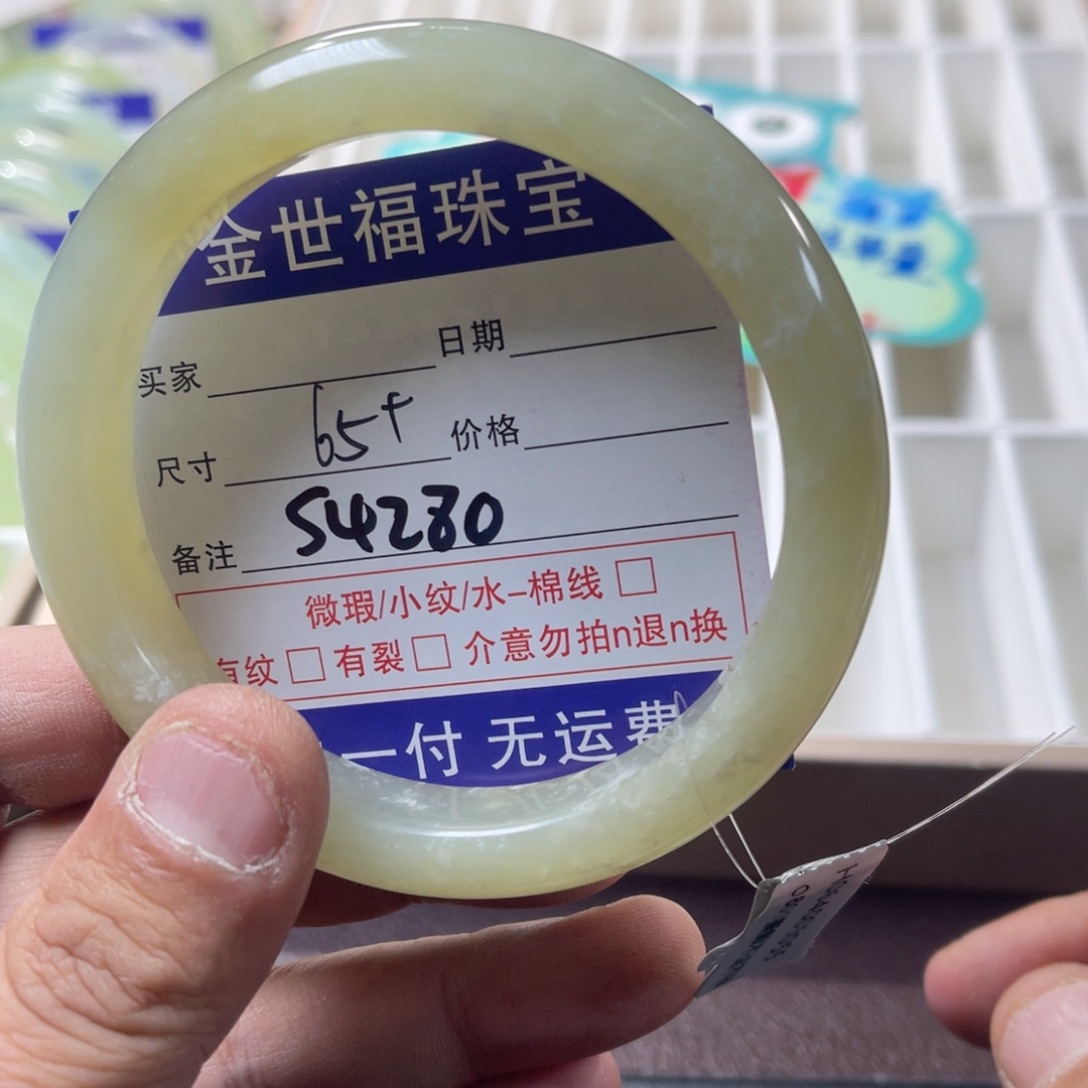 金世福珠宝
买家 日期
尺寸 65+ 价格
备注 S4280
微瑕/小纹/水-棉线 □
有纹 □ 有裂 □ 介意勿拍n退n换
一付 无运费